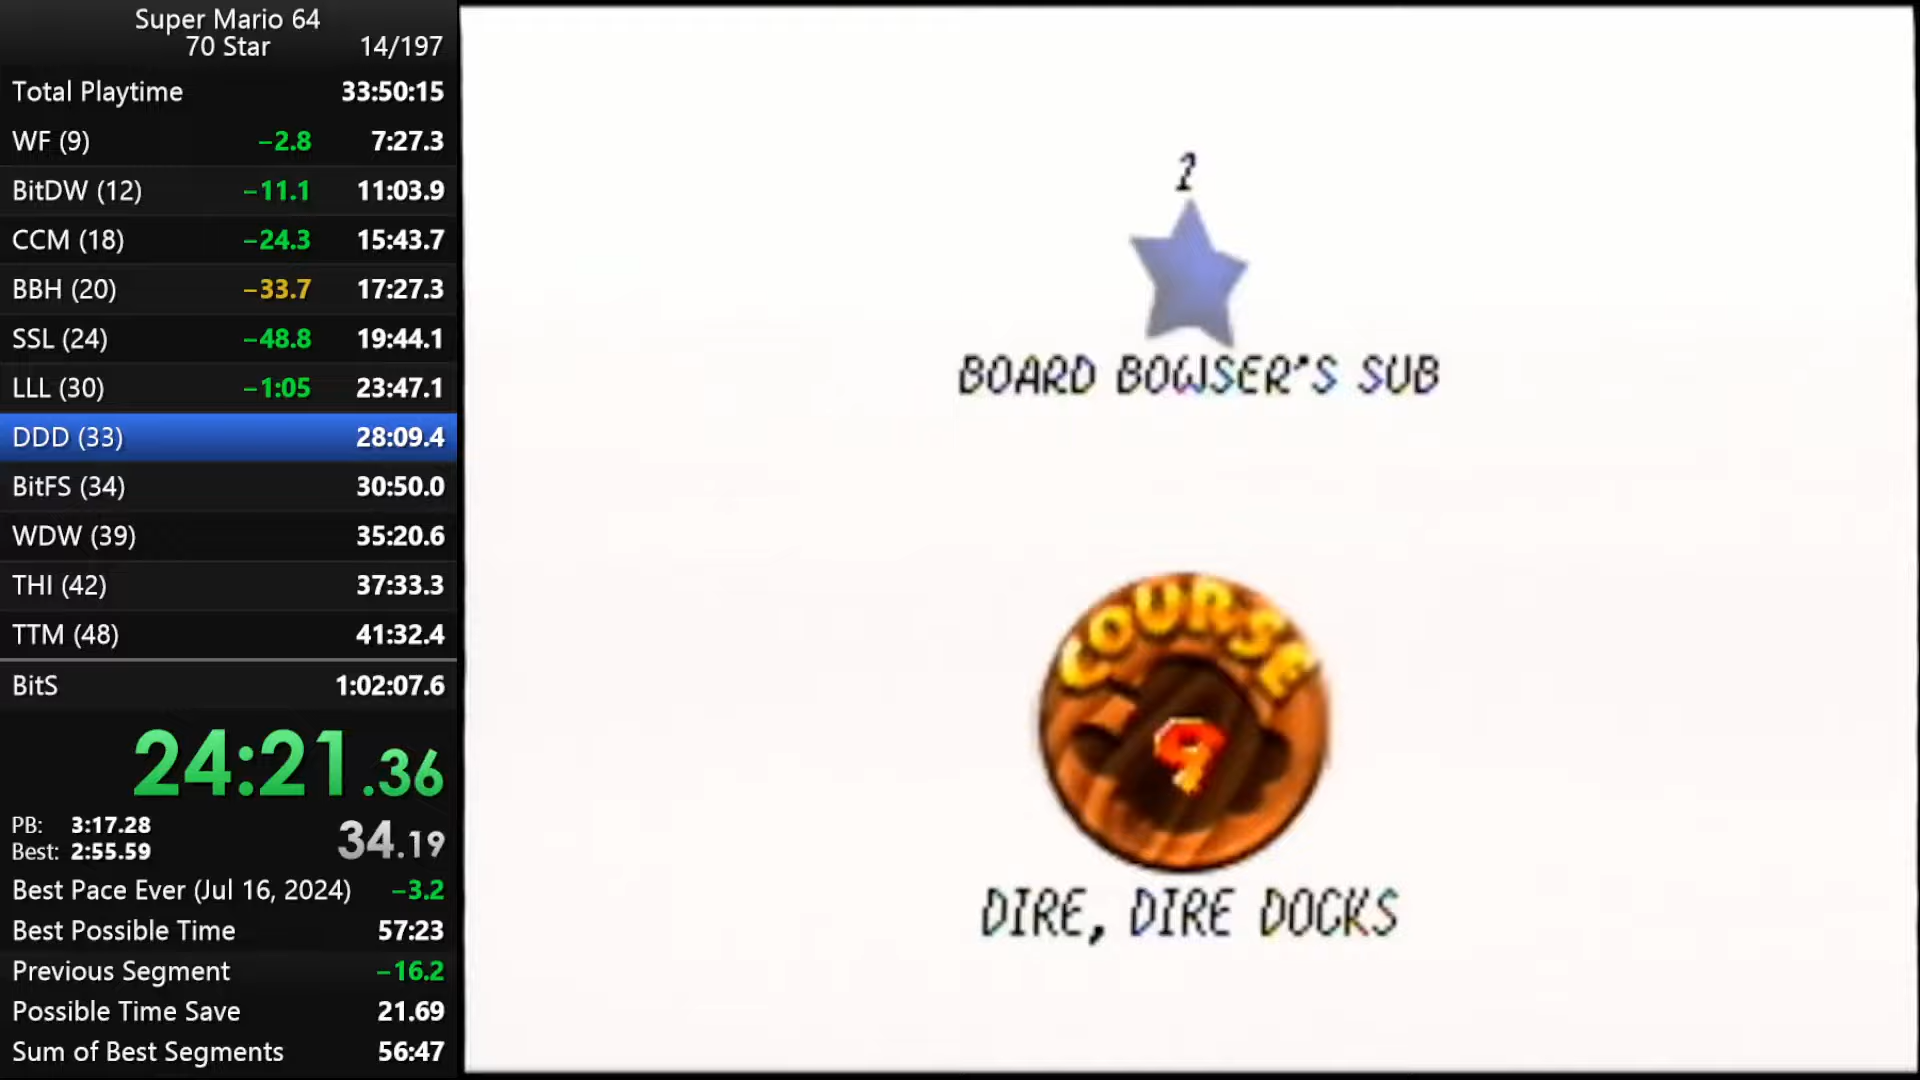 Super Mario 64
70 Star 14/197
Total Playtime 33:50:15
WF (9) −2.8 7:27.3
BitDW (12) −11.1 11:03.9
CCM (18) −24.3 15:43.7
BBH (20) −33.7 17:27.3
SSL (24) −48.8 19:44.1
LLL (30) −1:05 23:47.1
DDD (33) 28:09.4
BitFS (34) 30:50.0
WDW (39) 35:20.6
THI (42) 37:33.3
TTM (48) 41:32.4
BitS 1:02:07.6
24:21.36
PB: 3:17.28
Best: 2:55.59
34.19
Best Pace Ever (Jul 16, 2024) −3.2
Best Possible Time 57:23
Previous Segment −16.2
Possible Time Save 21.69
Sum of Best Segments 56:47
1
BOARD BOWSER'S SUB
COURSE
9
DIRE, DIRE DOCKS